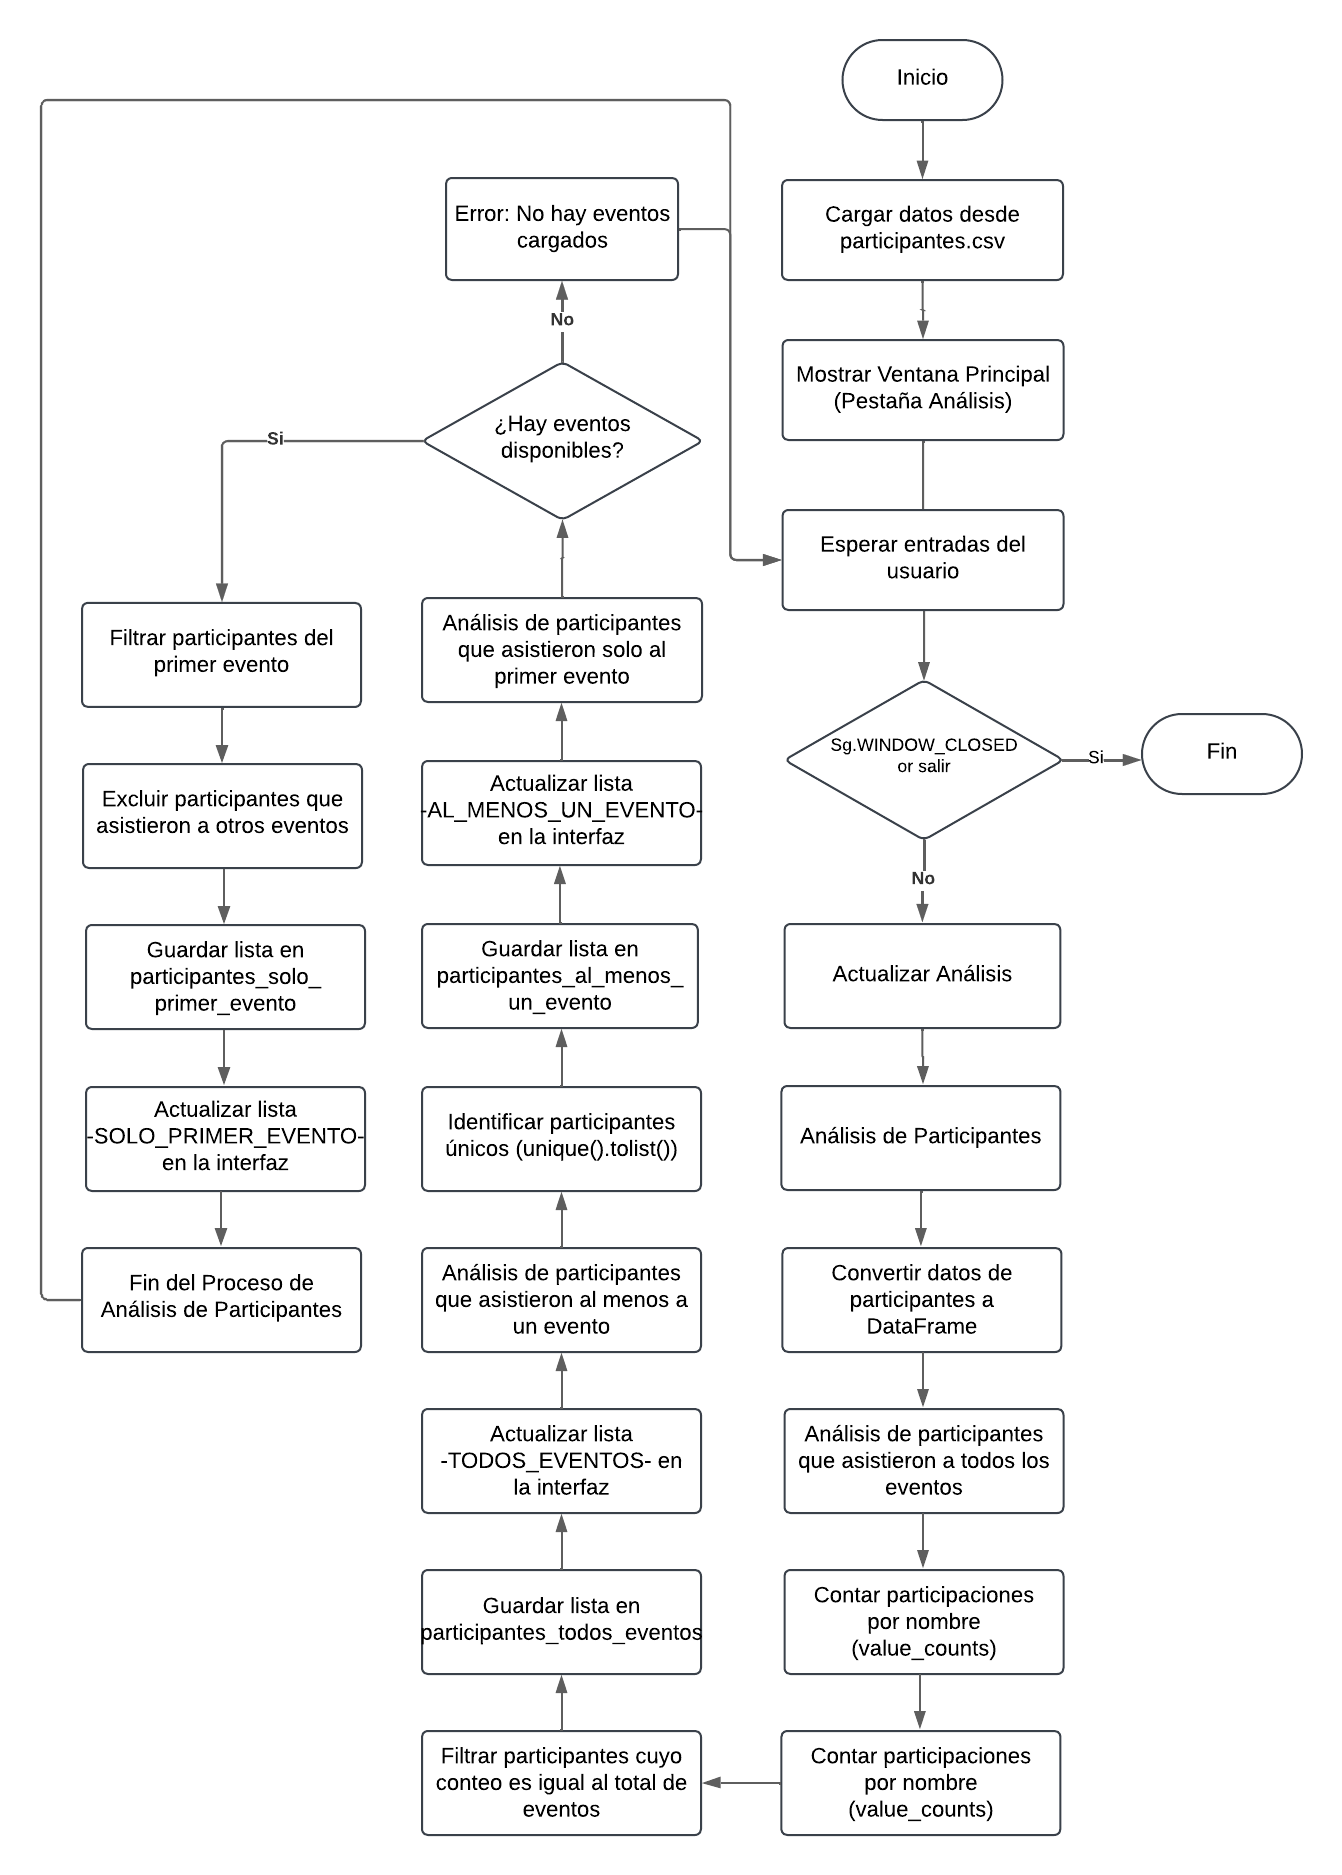 Inicio
Cargar datos desde
participantes.csv
Mostrar Ventana Principal
(Pestaña Análisis)
Esperar entradas del
usuario
Sg.WINDOW_CLOSED
or salir
Si
Fin
No
Actualizar Análisis
Análisis de Participantes
Convertir datos de
participantes a
DataFrame
Análisis de participantes
que asistieron a todos los
eventos
Contar participaciones
por nombre
(value_counts)
Contar participaciones
por nombre
(value_counts)
Filtrar participantes cuyo
conteo es igual al total de
eventos
Guardar lista en
participantes_todos_eventos
Actualizar lista
-TODOS_EVENTOS- en
la interfaz
Análisis de participantes
que asistieron al menos a
un evento
Identificar participantes
únicos (unique().tolist())
Guardar lista en
participantes_al_menos_
un_evento
Actualizar lista
-AL_MENOS_UN_EVENTO-
en la interfaz
Análisis de participantes
que asistieron solo al
primer evento
¿Hay eventos
disponibles?
No
Error: No hay eventos
cargados
Si
Filtrar participantes del
primer evento
Excluir participantes que
asistieron a otros eventos
Guardar lista en
participantes_solo_
primer_evento
Actualizar lista
-SOLO_PRIMER_EVENTO-
en la interfaz
Fin del Proceso de
Análisis de Participantes